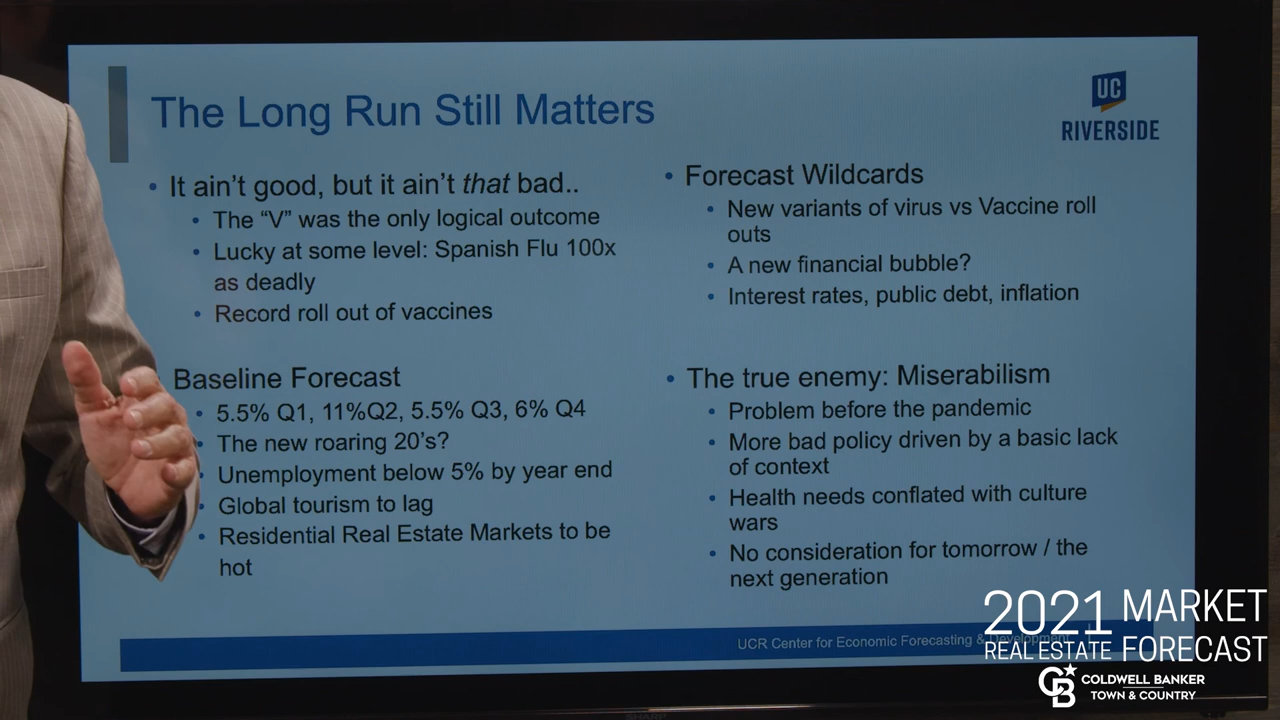 The Long Run Still Matters
UC
RIVERSIDE
• It ain't good, but it ain't that bad..
• The “V” was the only logical outcome
• Lucky at some level: Spanish Flu 100x
as deadly
• Record roll out of vaccines
Baseline Forecast
• 5.5% Q1, 11%Q2, 5.5% Q3, 6% Q4
• The new roaring 20's?
• Unemployment below 5% by year end
• Global tourism to lag
• Residential Real Estate Markets to be
hot
• Forecast Wildcards
• New variants of virus vs Vaccine roll
outs
• A new financial bubble?
• Interest rates, public debt, inflation
• The true enemy: Miserabilism
• Problem before the pandemic
• More bad policy driven by a basic lack
of context
• Health needs conflated with culture
wars
• No consideration for tomorrow / the
next generation
UCR Center for Economic Forecasting & Development
2021 MARKET
REAL ESTATE FORECAST
CB COLDWELL BANKER
TOWN & COUNTRY